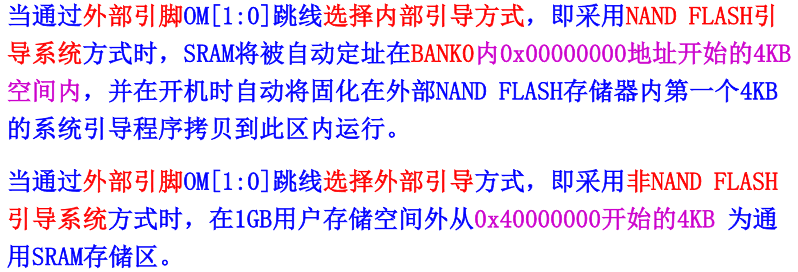 当通过外部引脚OM[1:0]跳线选择内部引导方式，即采用NAND FLASH引
导系统方式时，SRAM将被自动定址在BANK0内0x00000000地址开始的4KB
空间内，并在开机时自动将固化在外部NAND FLASH存储器内第一个4KB
的系统引导程序拷贝到此区内运行。
当通过外部引脚OM[1:0]跳线选择外部引导方式，即采用非NAND FLASH
引导系统方式时，在1GB用户存储空间外从0x40000000开始的4KB 为通
用SRAM存储区。